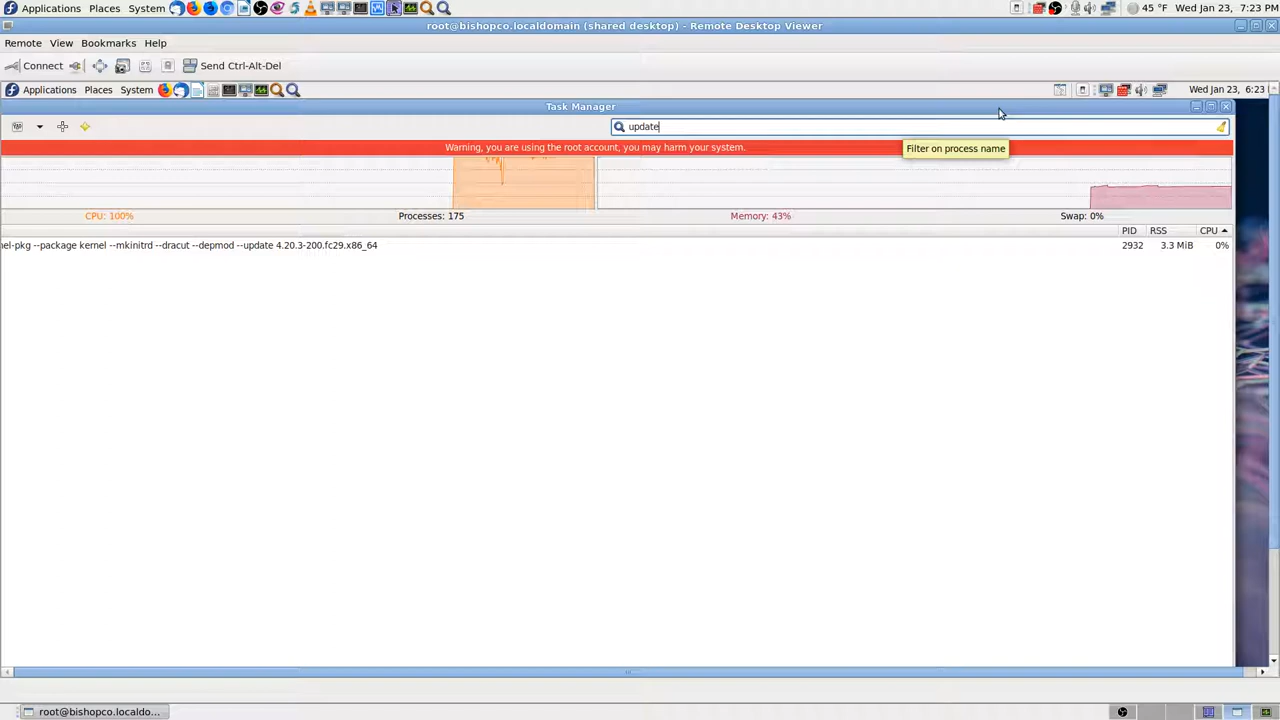 Applications Places System 45 °F Wed Jan 23, 7:23 PM
root@bishopco.localdomain (shared desktop) - Remote Desktop Viewer
Remote View Bookmarks Help
Connect Send Ctrl-Alt-Del
Applications Places System Wed Jan 23, 6:23
Task Manager
update
Warning, you are using the root account, you may harm your system.
Filter on process name
CPU: 100% Processes: 175 Memory: 43% Swap: 0%
PID RSS CPU
nel-pkg --package kernel --mkinitrd --dracut --depmod --update 4.20.3-200.fc29.x86_64 2932 3.3 MiB 0%
root@bishopco.localdo...